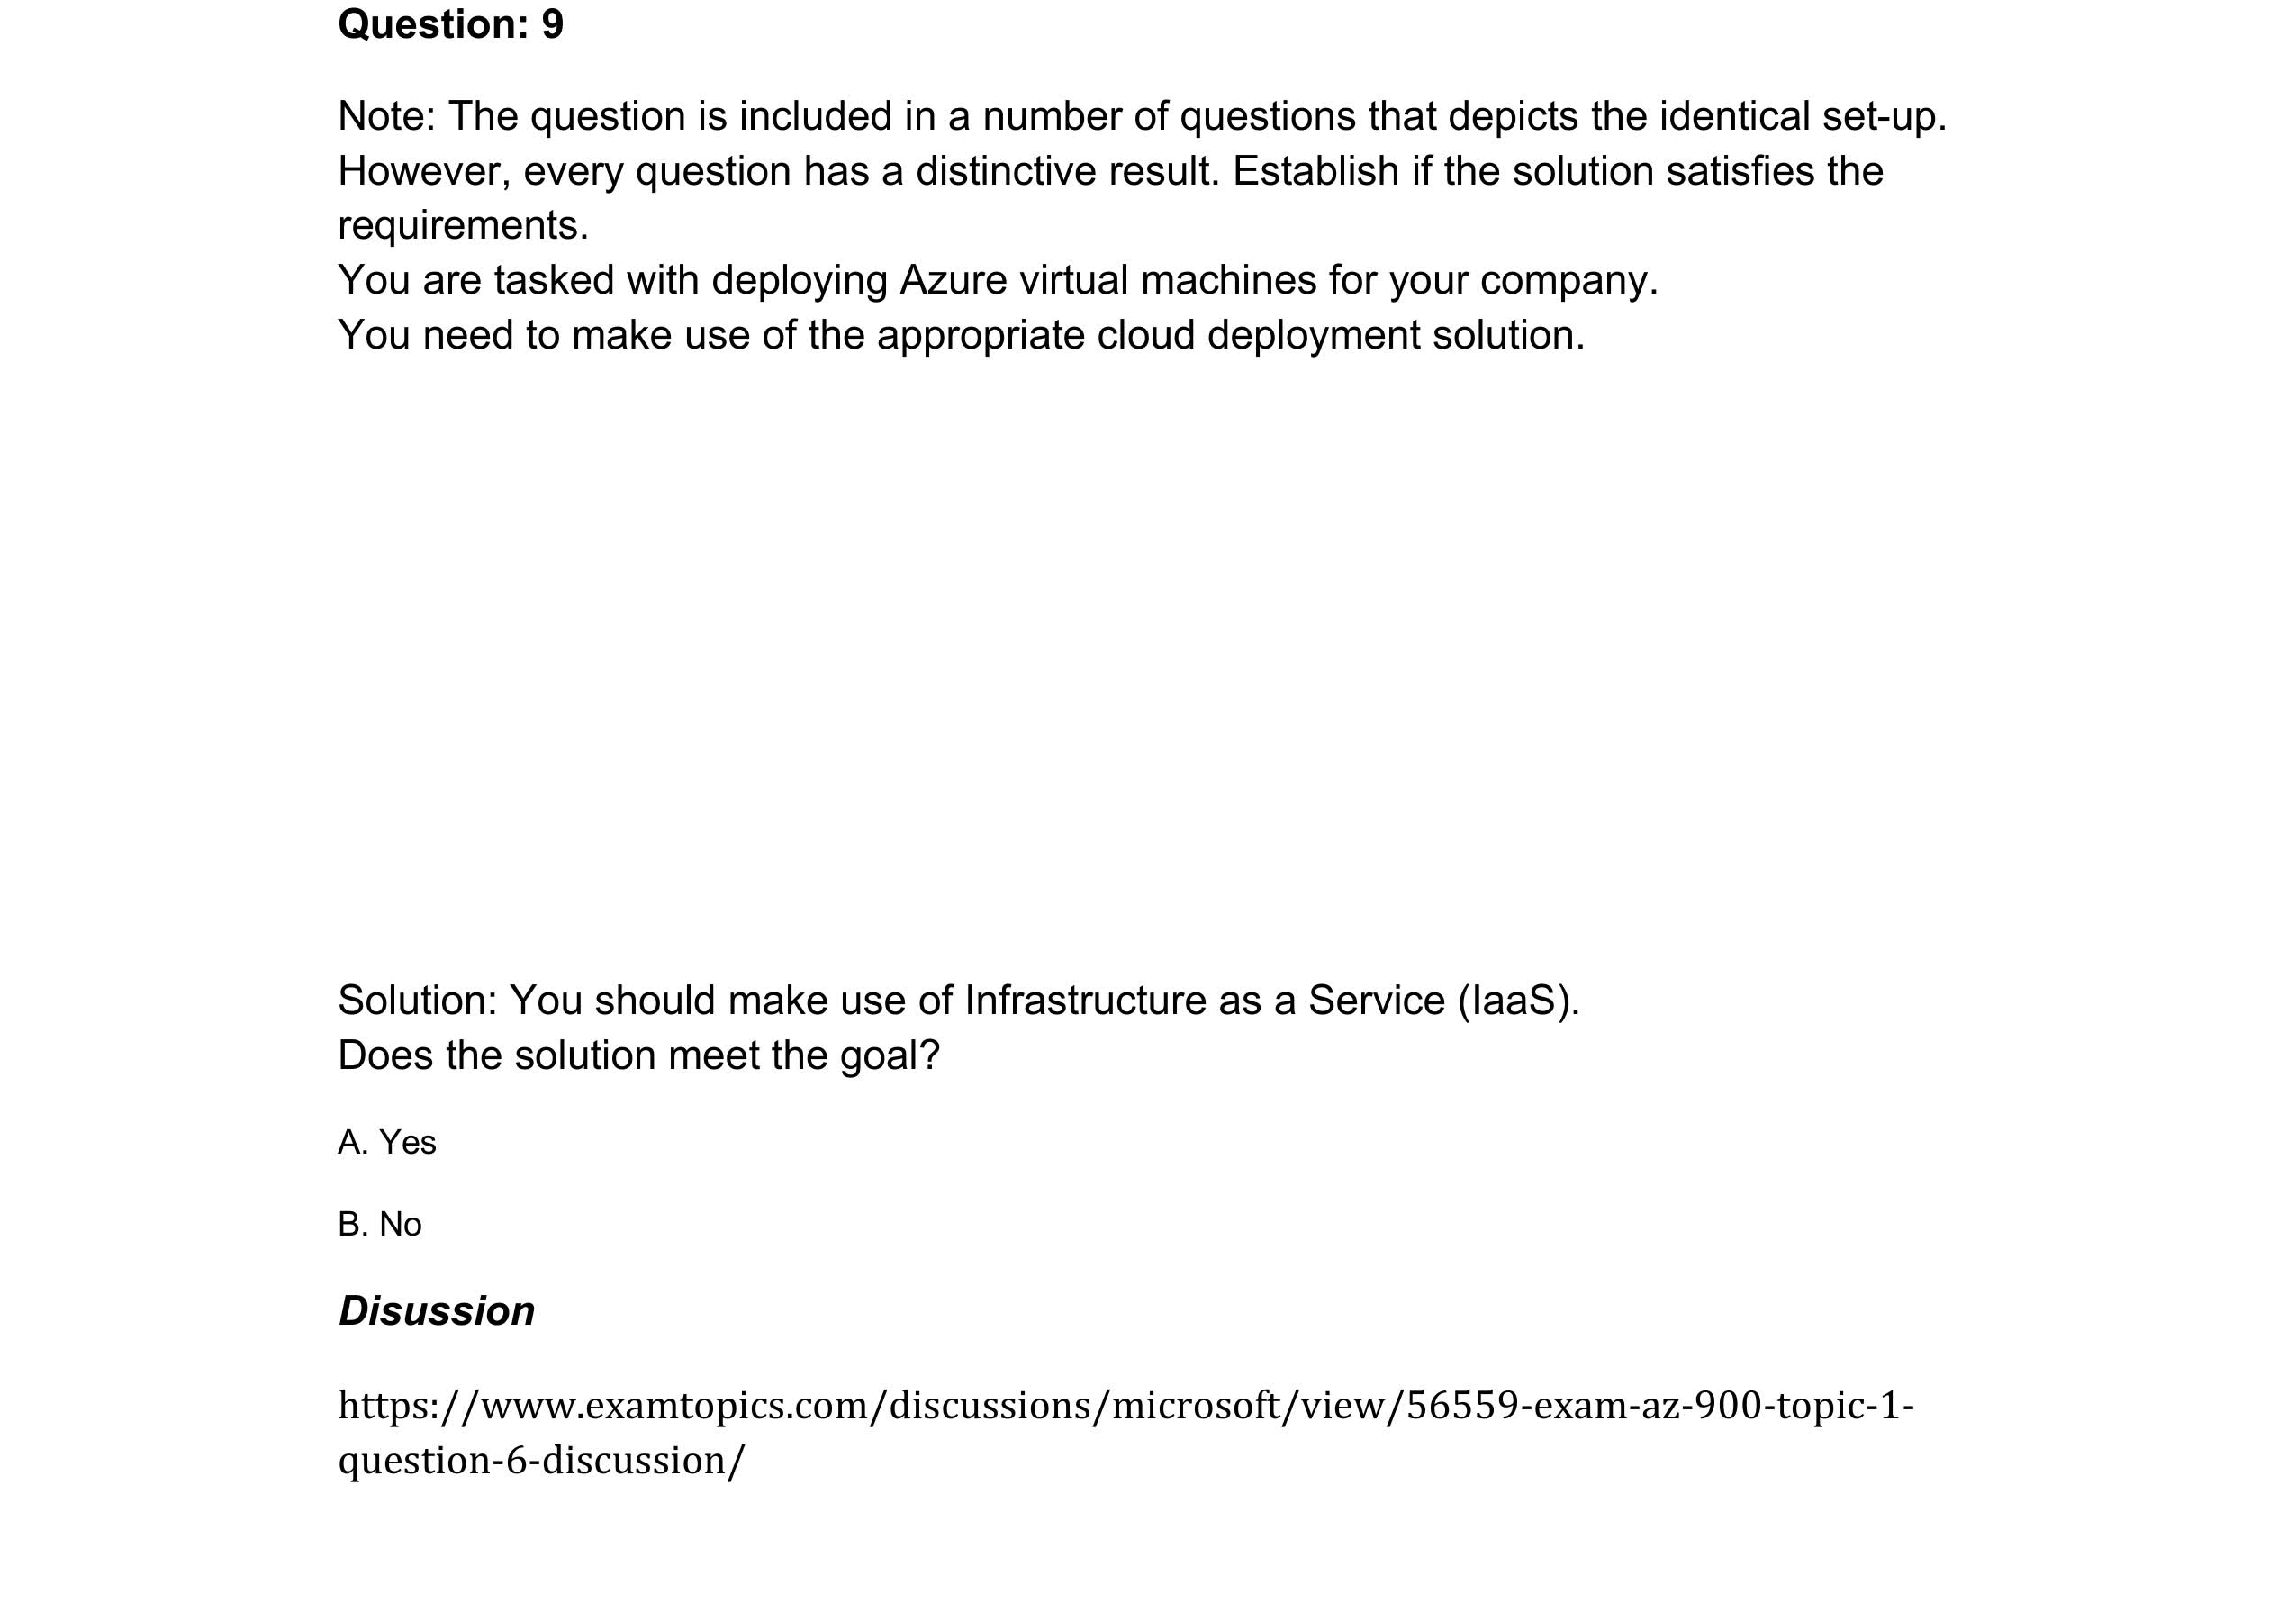 Question: 9
Note: The question is included in a number of questions that depicts the identical set-up.
However, every question has a distinctive result. Establish if the solution satisfies the
requirements.
You are tasked with deploying Azure virtual machines for your company.
You need to make use of the appropriate cloud deployment solution.
Solution: You should make use of Infrastructure as a Service (IaaS).
Does the solution meet the goal?
A. Yes
B. No
Disussion
https://www.examtopics.com/discussions/microsoft/view/56559-exam-az-900-topic-1-
question-6-discussion/